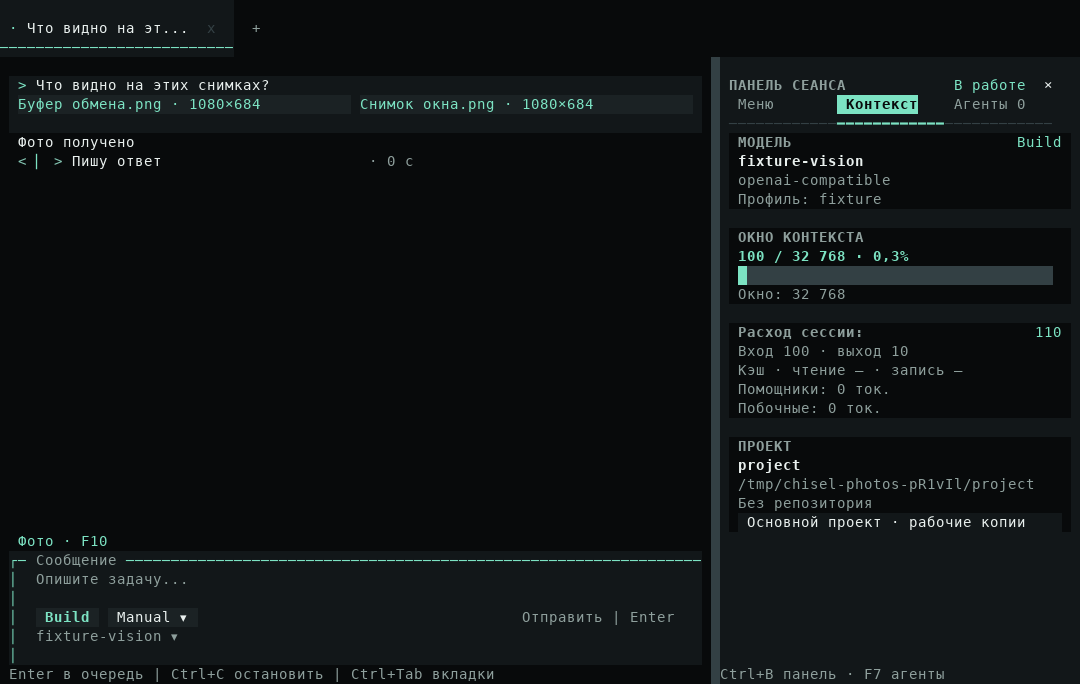 · Что видно на эт... x +
> Что видно на этих снимках?
Буфер обмена.png · 1080×684 Снимок окна.png · 1080×684
Фото получено
< | > Пишу ответ · 0 с
Фото · F10
Сообщение
Опишите задачу...
Build Manual ▾ Отправить | Enter
fixture-vision ▾
Enter в очередь | Ctrl+C остановить | Ctrl+Tab вкладки
ПАНЕЛЬ СЕАНСА В работе ×
Меню Контекст Агенты 0
МОДЕЛЬ Build
fixture-vision
openai-compatible
Профиль: fixture
ОКНО КОНТЕКСТА
100 / 32 768 · 0,3%
Окно: 32 768
Расход сессии: 110
Вход 100 · выход 10
Кэш · чтение — · запись —
Помощники: 0 ток.
Побочные: 0 ток.
ПРОЕКТ
project
/tmp/chisel-photos-pR1vIl/project
Без репозитория
Основной проект · рабочие копии
Ctrl+B панель · F7 агенты